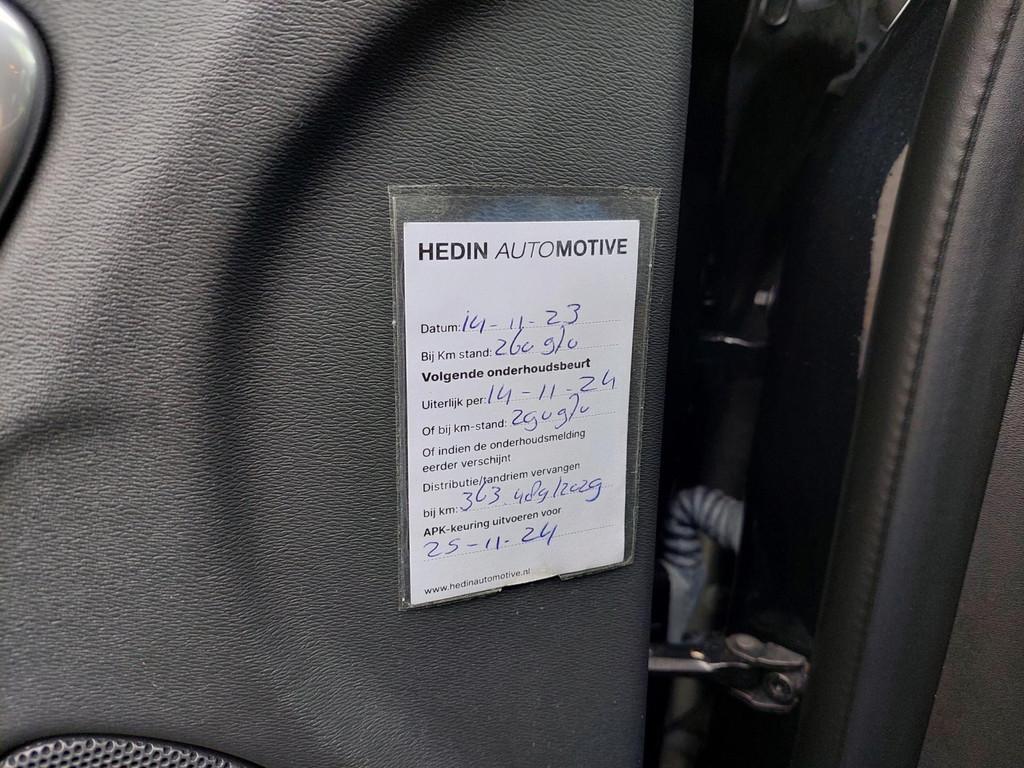 HEDIN AUTOMOTIVE
Datum: 14-11-23
Bij Km stand: 260 910
Volgende onderhoudsbeurt
Uiterlijk per: 14-11-24
Of bij km-stand: 290910
Of indien de onderhoudsmelding
eerder verschijnt
Distributie/tandriem vervangen
bij km: 363.489/2029
APK-keuring uitvoeren voor
25-11-24
www.hedinautomotive.nl